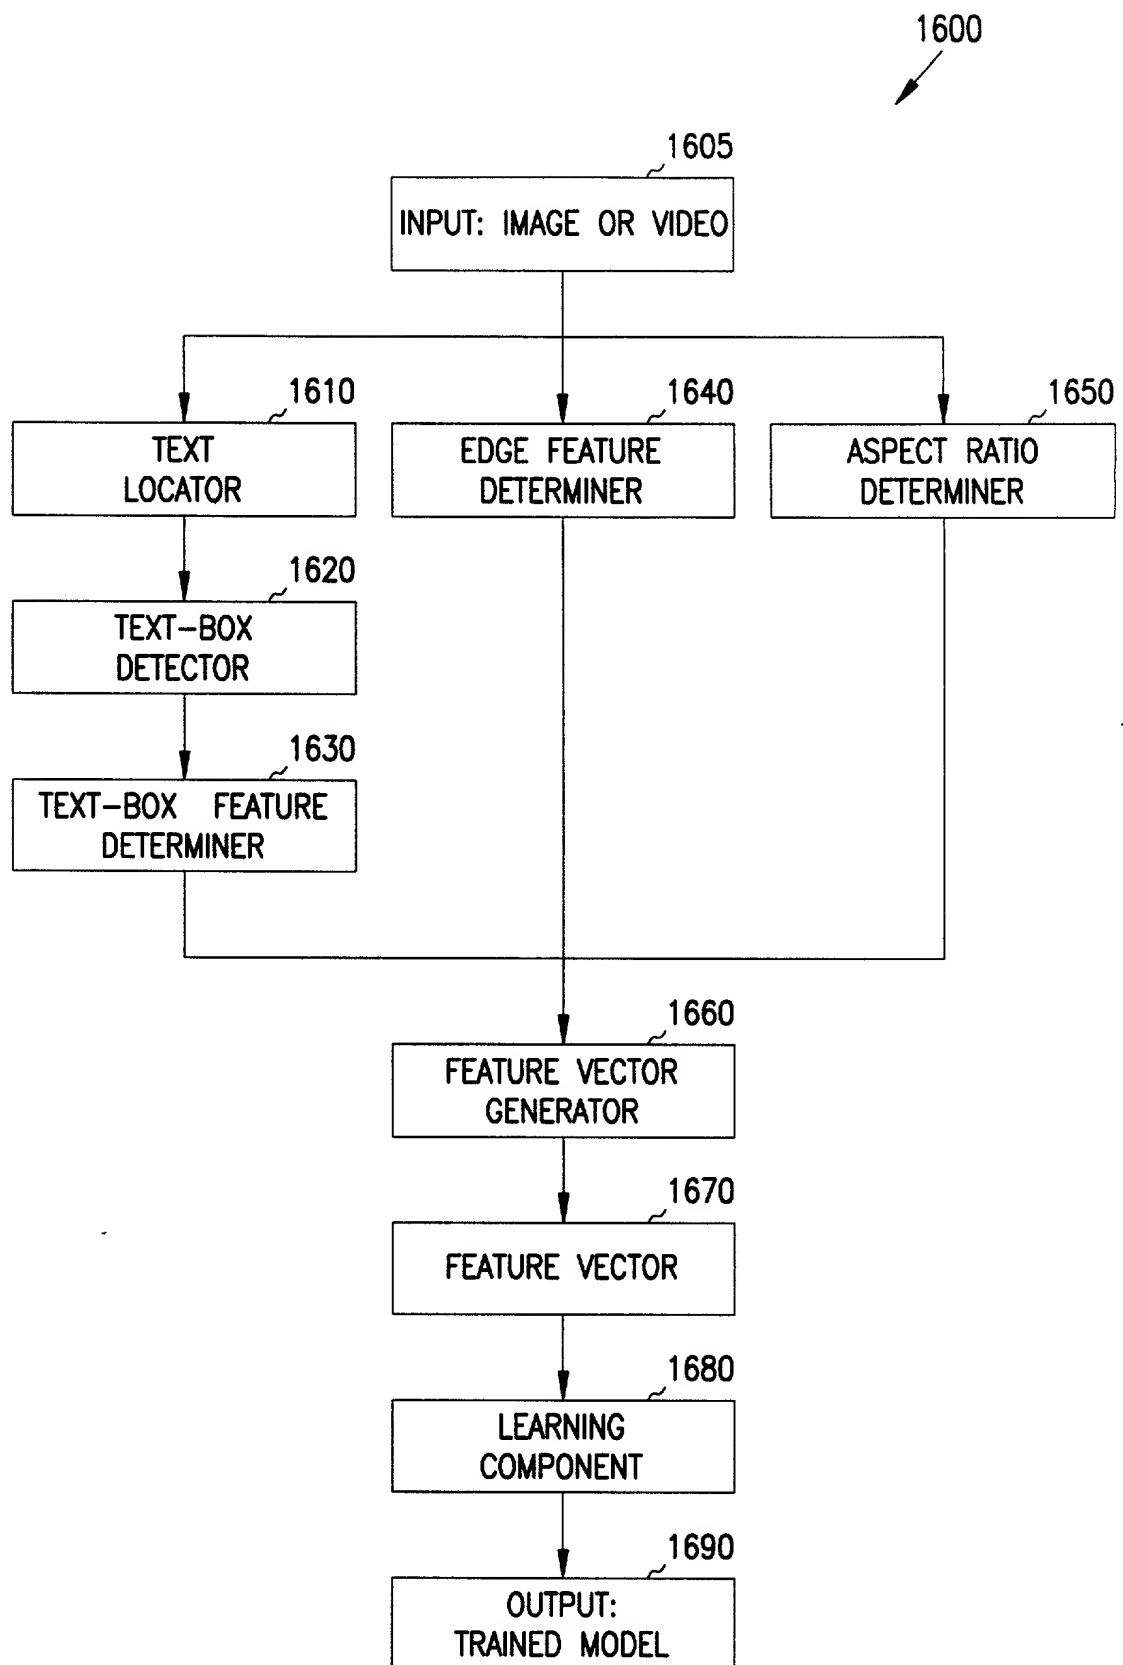 1600
1605
INPUT: IMAGE OR VIDEO
1610
TEXT
LOCATOR
1640
EDGE FEATURE
DETERMINER
1650
ASPECT RATIO
DETERMINER
1620
TEXT-BOX
DETECTOR
1630
TEXT-BOX FEATURE
DETERMINER
1660
FEATURE VECTOR
GENERATOR
1670
FEATURE VECTOR
1680
LEARNING
COMPONENT
1690
OUTPUT:
TRAINED MODEL